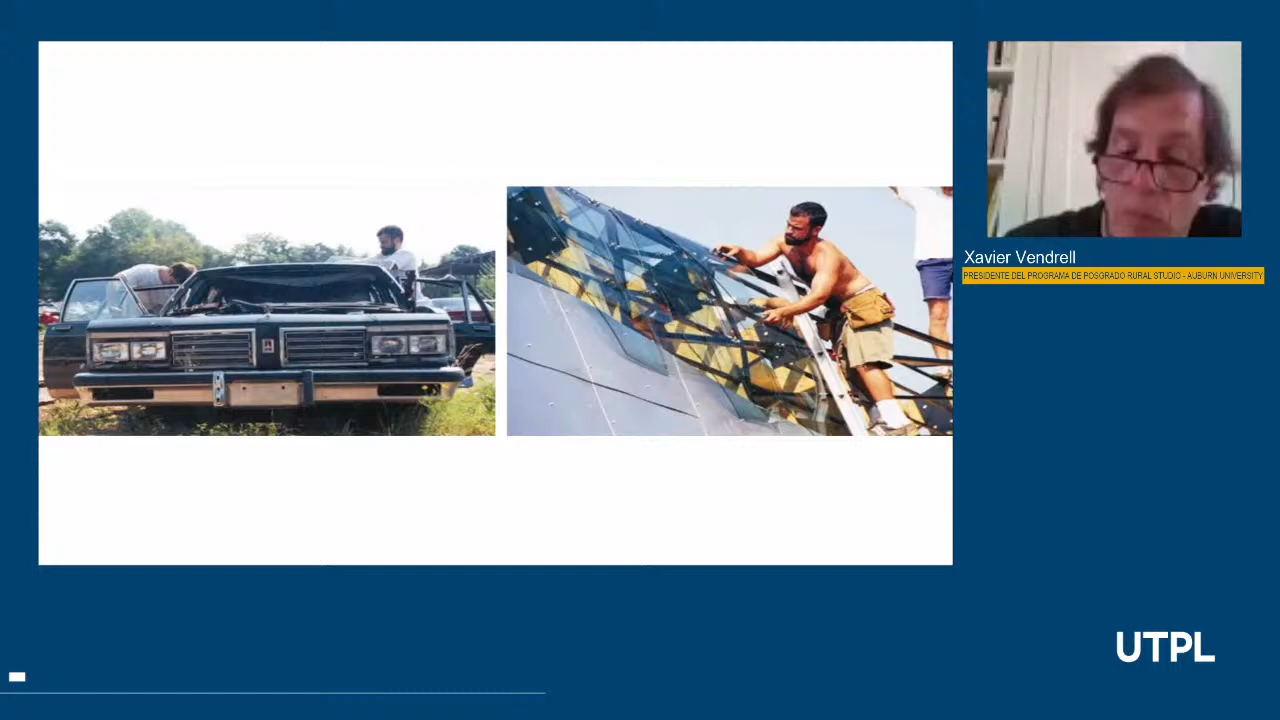 Xavier Vendrell
PRESIDENTE DEL PROGRAMA DE POSGRADO RURAL STUDIO - AUBURN UNIVERSITY
UTPL